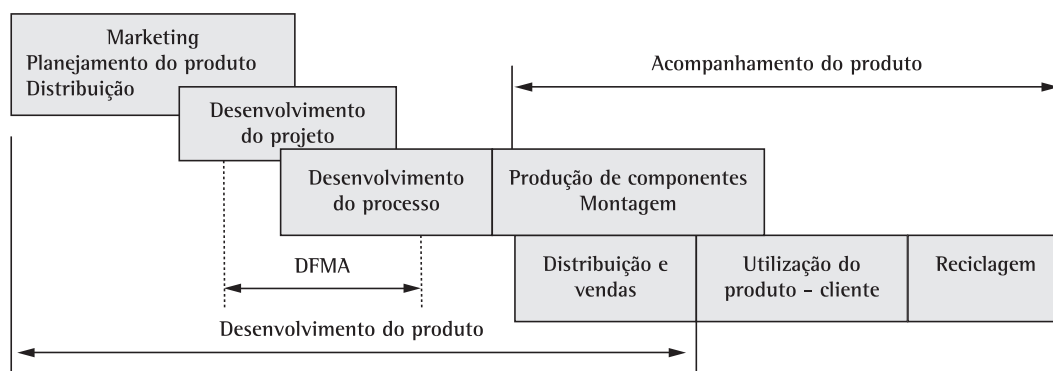 Marketing
Planejamento do produto
Distribuição
Acompanhamento do produto
Desenvolvimento
do projeto
Desenvolvimento
do processo
Produção de componentes
Montagem
DFMA
Distribuição e
vendas
Utilização do
produto – cliente
Reciclagem
Desenvolvimento do produto